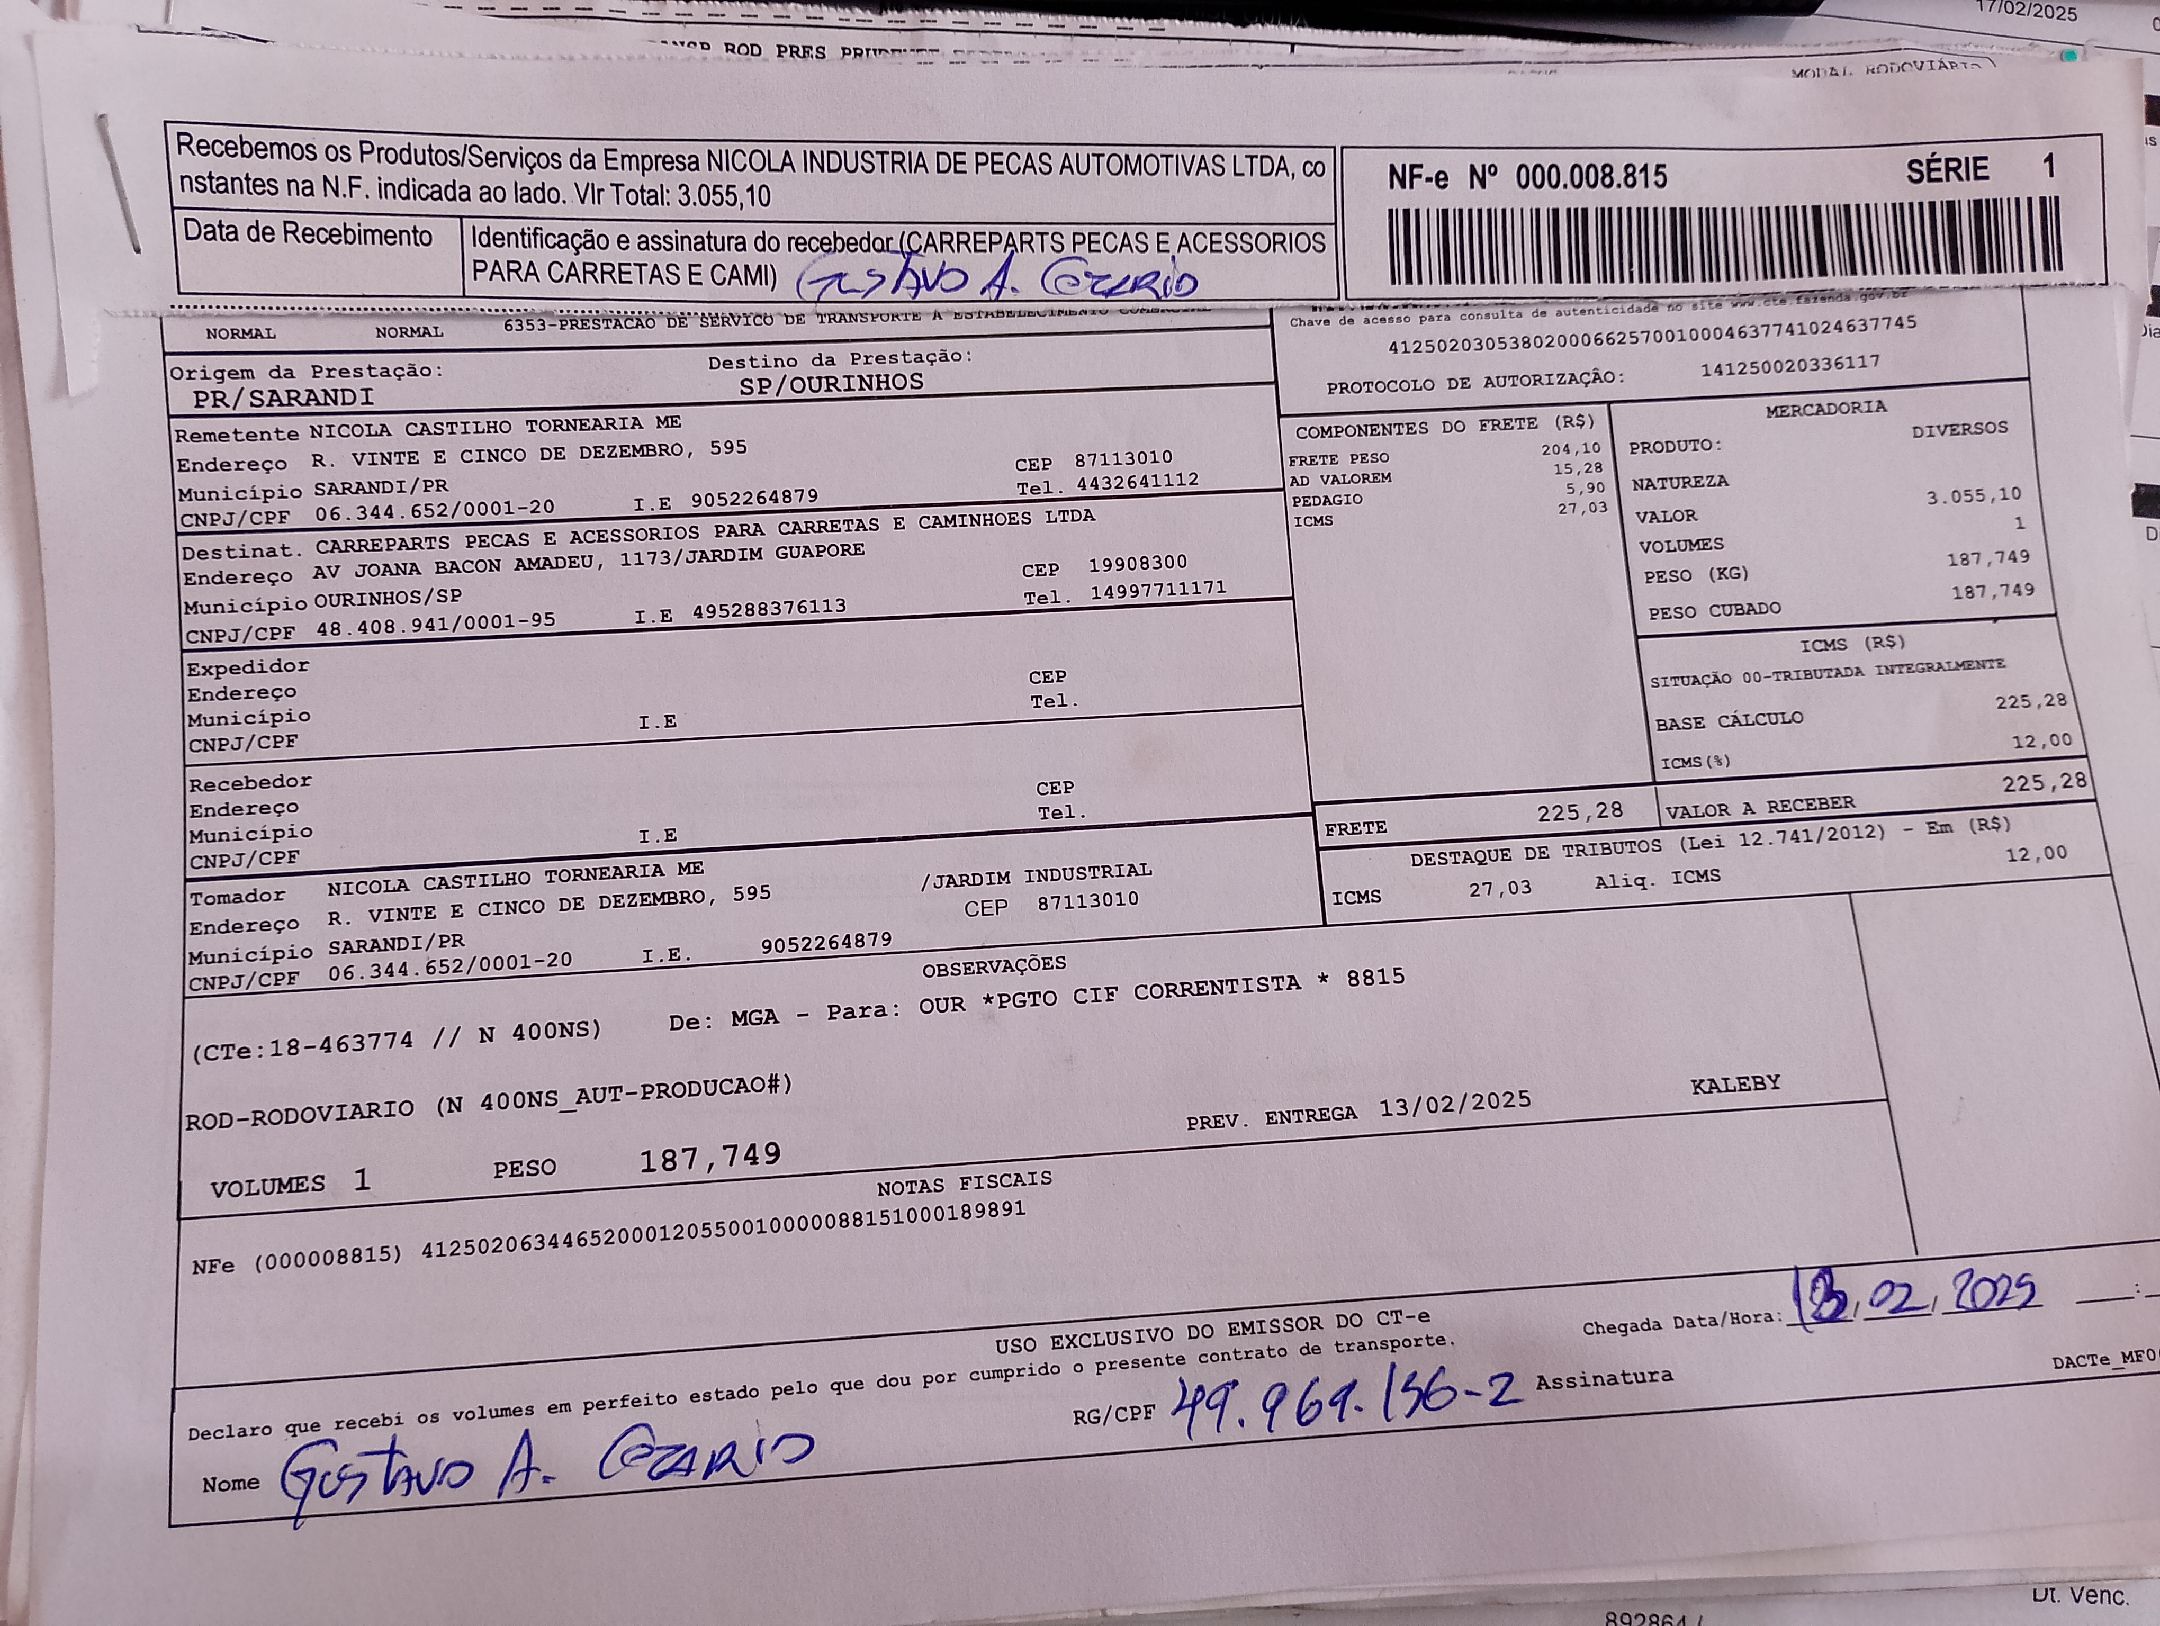 17/02/2025
ROD PRES
MODAL RODOVIÁRIO
Recebemos os Produtos/Serviços da Empresa NICOLA INDUSTRIA DE PECAS AUTOMOTIVAS LTDA, co
nstantes na N.F. indicada ao lado. Vlr Total: 3.055,10
NF-e Nº 000.008.815 SÉRIE 1
Data de Recebimento
Identificação e assinatura do recebedor (CARREPARTS PECAS E ACESSORIOS
PARA CARRETAS E CAMI) GUSTAVO A. COZARIO
NORMAL NORMAL 6353-PRESTACAO DE SERVICO DE TRANSPORTE A ESTABELECIMENTO COMERCIAL
Chave de acesso para consulta de autenticidade no site www.cte.fazenda.gov.br
41250203053802000662570010004637741024637745
PROTOCOLO DE AUTORIZAÇÃO: 141250020336117
Origem da Prestação: Destino da Prestação:
PR/SARANDI SP/OURINHOS
Remetente NICOLA CASTILHO TORNEARIA ME
Endereço R. VINTE E CINCO DE DEZEMBRO, 595 CEP 87113010
Município SARANDI/PR Tel. 4432641112
CNPJ/CPF 06.344.652/0001-20 I.E 9052264879
Destinat. CARREPARTS PECAS E ACESSORIOS PARA CARRETAS E CAMINHOES LTDA
Endereço AV JOANA BACON AMADEU, 1173/JARDIM GUAPORE CEP 19908300
Município OURINHOS/SP Tel. 14997711171
CNPJ/CPF 48.408.941/0001-95 I.E 495288376113
Expedidor
Endereço CEP
Município Tel.
CNPJ/CPF I.E
Recebedor
Endereço CEP
Município Tel.
CNPJ/CPF I.E
Tomador NICOLA CASTILHO TORNEARIA ME
Endereço R. VINTE E CINCO DE DEZEMBRO, 595 /JARDIM INDUSTRIAL
Município SARANDI/PR CEP 87113010
CNPJ/CPF 06.344.652/0001-20 I.E. 9052264879
COMPONENTES DO FRETE (R$)
FRETE PESO 204,10
AD VALOREM 15,28
PEDAGIO 5,90
ICMS 27,03
MERCADORIA
PRODUTO: DIVERSOS
NATUREZA
VALOR 3.055,10
VOLUMES 1
PESO (KG) 187,749
PESO CUBADO 187,749
ICMS (R$)
SITUAÇÃO 00-TRIBUTADA INTEGRALMENTE
BASE CÁLCULO 225,28
ICMS(%) 12,00
FRETE 225,28 VALOR A RECEBER 225,28
DESTAQUE DE TRIBUTOS (Lei 12.741/2012) - Em (R$)
ICMS 27,03 Aliq. ICMS 12,00
OBSERVAÇÕES
(CTe:18-463774 // N 400NS) De: MGA - Para: OUR *PGTO CIF CORRENTISTA * 8815
ROD-RODOVIARIO (N 400NS_AUT-PRODUCAO#)
PREV. ENTREGA 13/02/2025 KALEBY
VOLUMES 1 PESO 187,749
NOTAS FISCAIS
NFe (000008815) 41250206344652000120550010000088151000189891
USO EXCLUSIVO DO EMISSOR DO CT-e
Chegada Data/Hora: 13/02/2025 __:
Declaro que recebi os volumes em perfeito estado pelo que dou por cumprido o presente contrato de transporte.
DACTe_MF0
Nome GUSTAVO A. COZARIO RG/CPF 49.969.156-2 Assinatura
Dt. Venc.
892864/